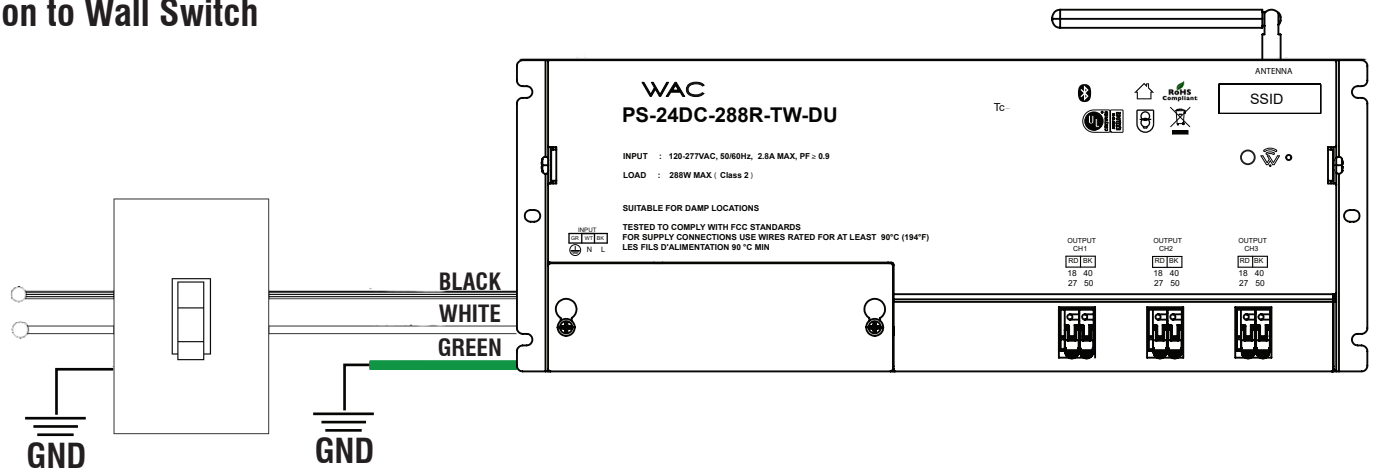 on to Wall Switch
ANTENNA
WAC
PS-24DC-288R-TW-DU
Tc
RoHS
Compliant
SSID
UL
INPUT : 120-277VAC, 50/60Hz, 2.8A MAX, PF ≥ 0.9
LOAD : 288W MAX ( Class 2 )
SUITABLE FOR DAMP LOCATIONS
TESTED TO COMPLY WITH FCC STANDARDS
FOR SUPPLY CONNECTIONS USE WIRES RATED FOR AT LEAST 90°C (194°F)
LES FILS D'ALIMENTATION 90 °C MIN
INPUT
GR WT BK
N L
OUTPUT
CH1
RD BK
18 40
27 50
OUTPUT
CH2
RD BK
18 40
27 50
OUTPUT
CH3
RD BK
18 40
27 50
BLACK
WHITE
GREEN
GND
GND